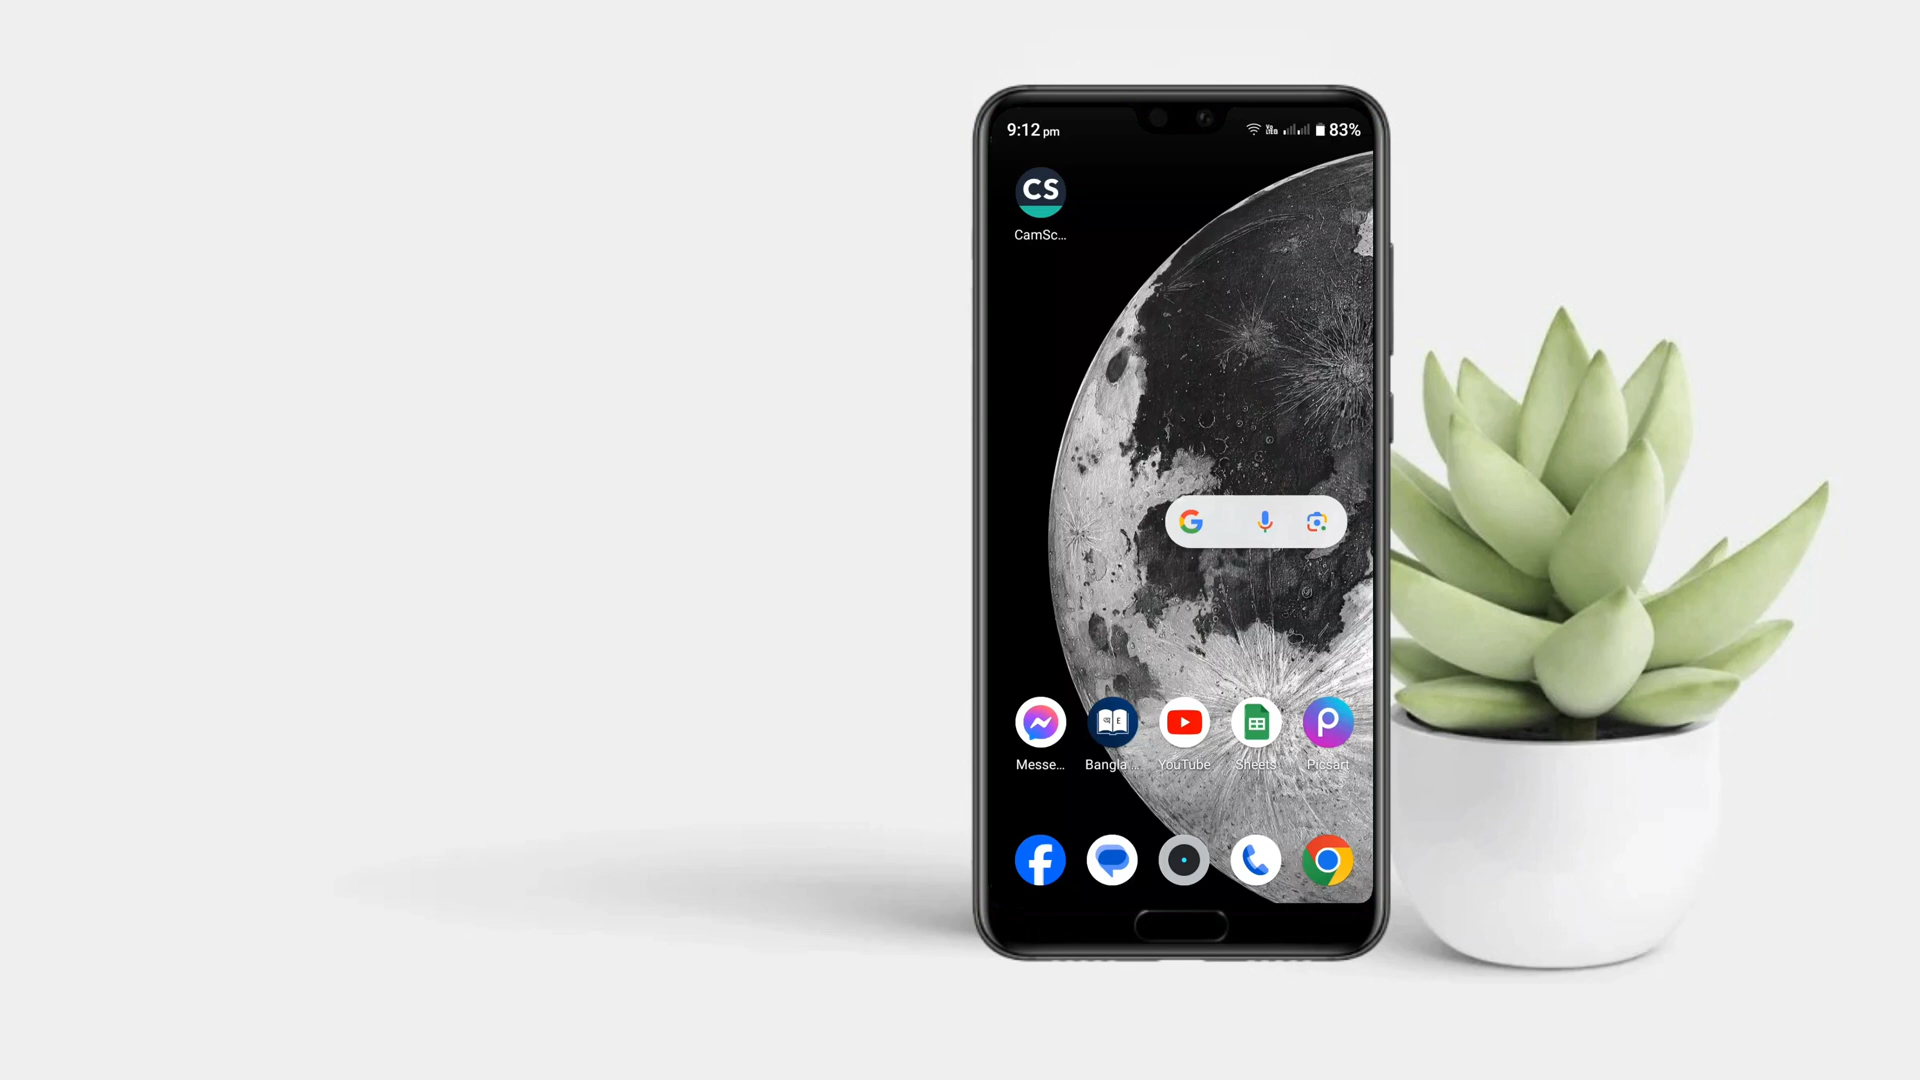 9:12 pm
83%
CS
CamSc...
Messe...
Bangla ...
YouTube
Sheets
Picsart